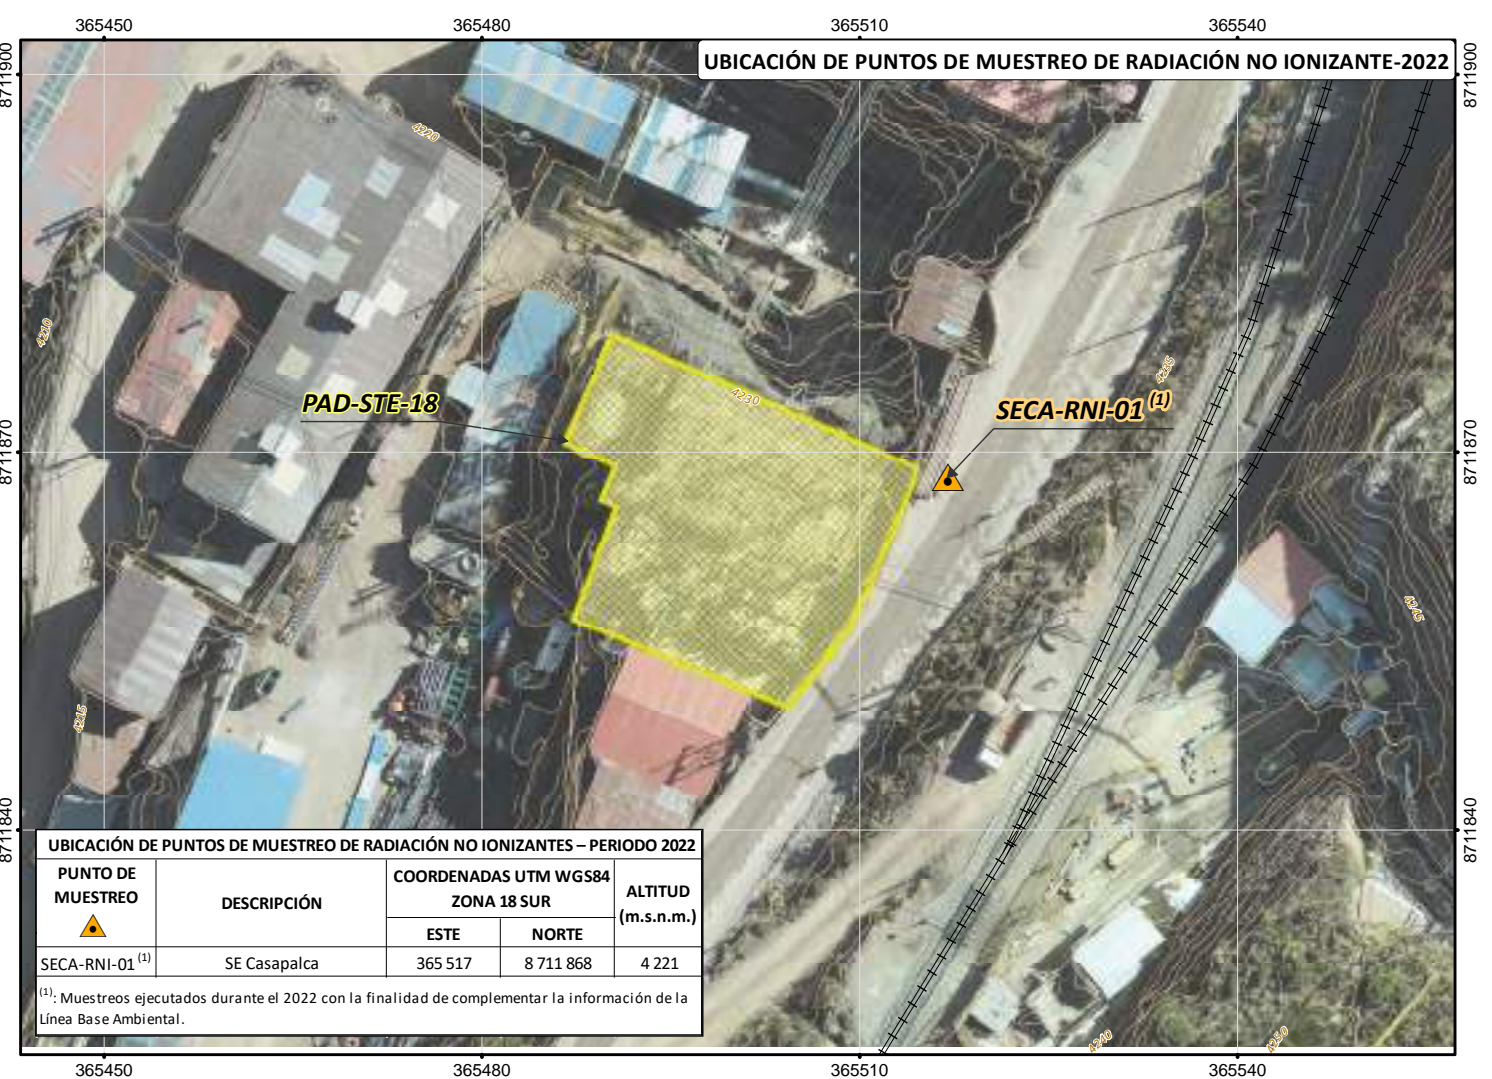 365450
365480
365510
365540
8711900
UBICACIÓN DE PUNTOS DE MUESTREO DE RADIACIÓN NO IONIZANTE-2022
8711900
4220
4210
4235
4230
PAD-STE-18
SECA-RNI-01 (1)
8711870
8711870
4245
4215
8711840
8711840
UBICACIÓN DE PUNTOS DE MUESTREO DE RADIACIÓN NO IONIZANTES – PERIODO 2022
PUNTO DE MUESTREO
DESCRIPCIÓN
COORDENADAS UTM WGS84
ZONA 18 SUR
ALTITUD
(m.s.n.m.)
ESTE
NORTE
SECA-RNI-01 (1)
SE Casapalca
365 517
8 711 868
4 221
(1): Muestreos ejecutados durante el 2022 con la finalidad de complementar la información de la
Línea Base Ambiental.
4240
4250
365450
365480
365510
365540